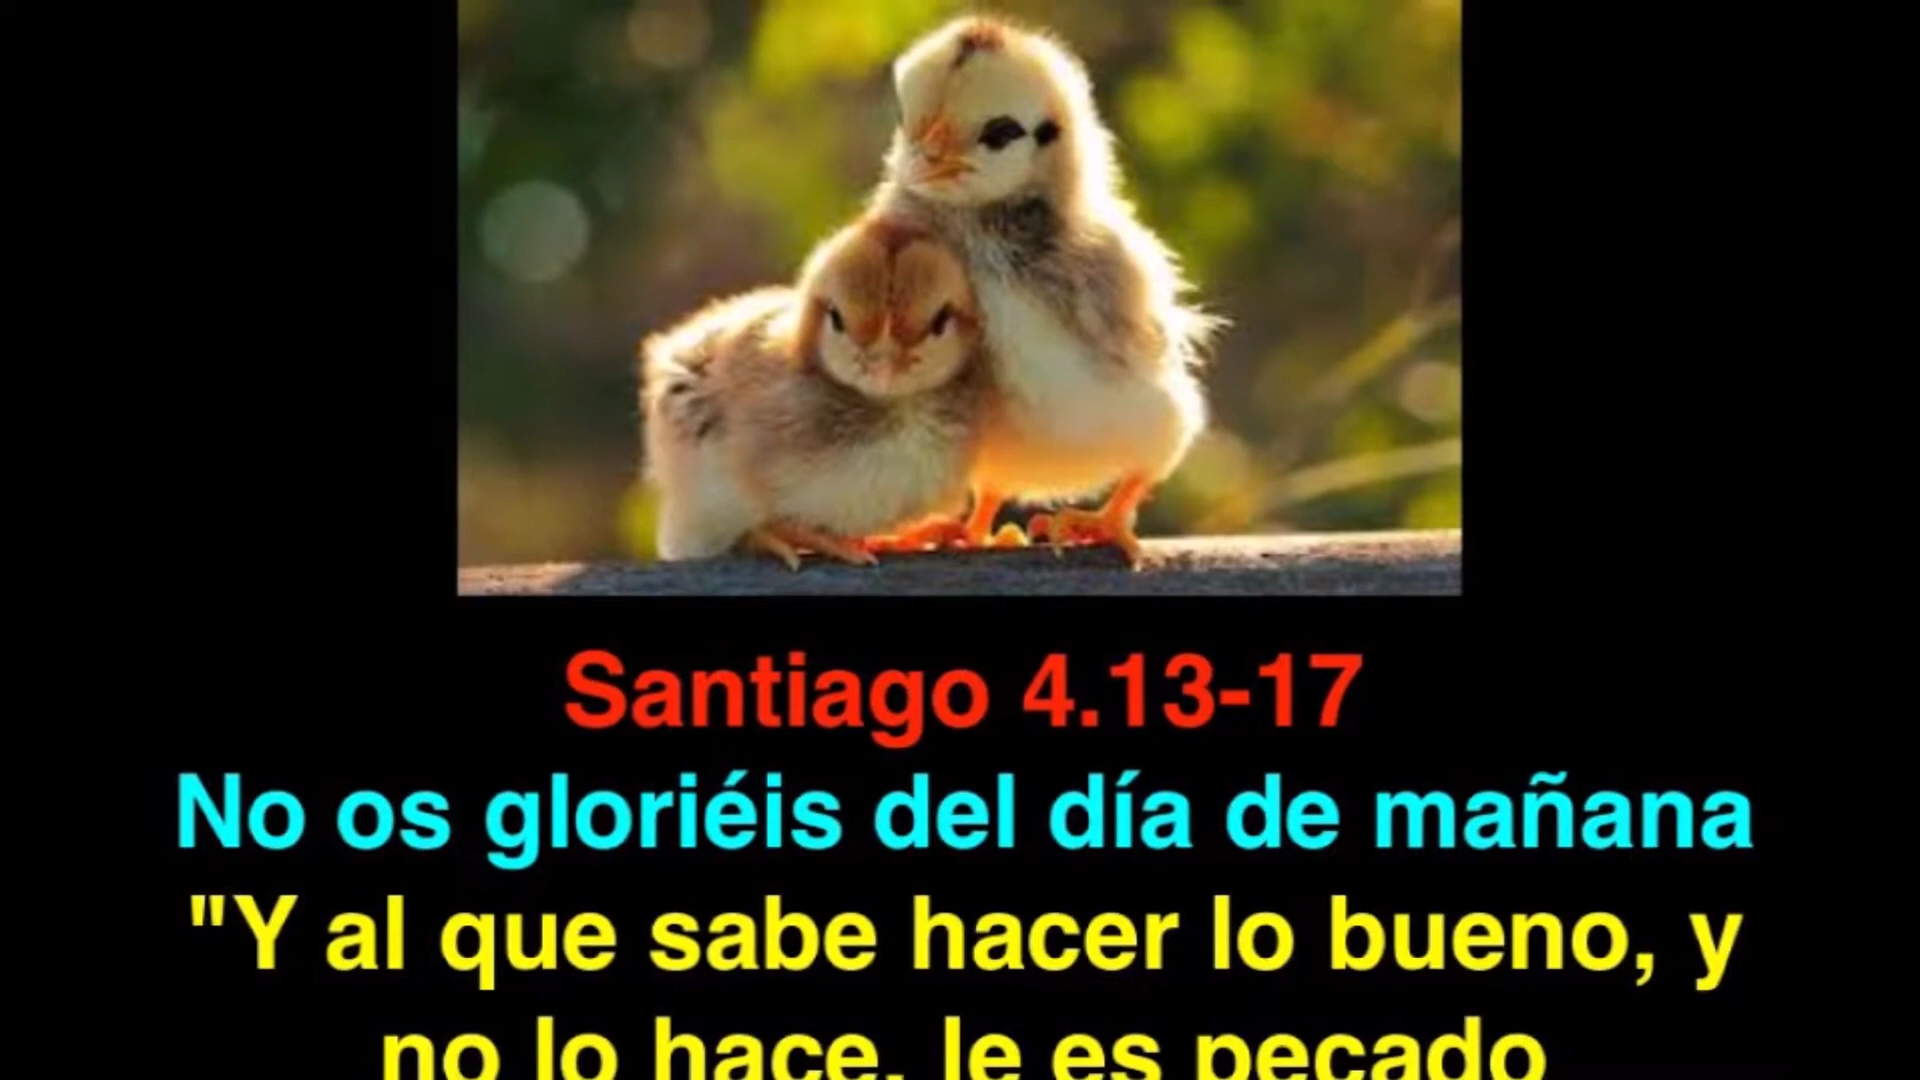 Santiago 4.13-17
No os gloriéis del día de mañana
"Y al que sabe hacer lo bueno, y
no lo hace, le es pecado